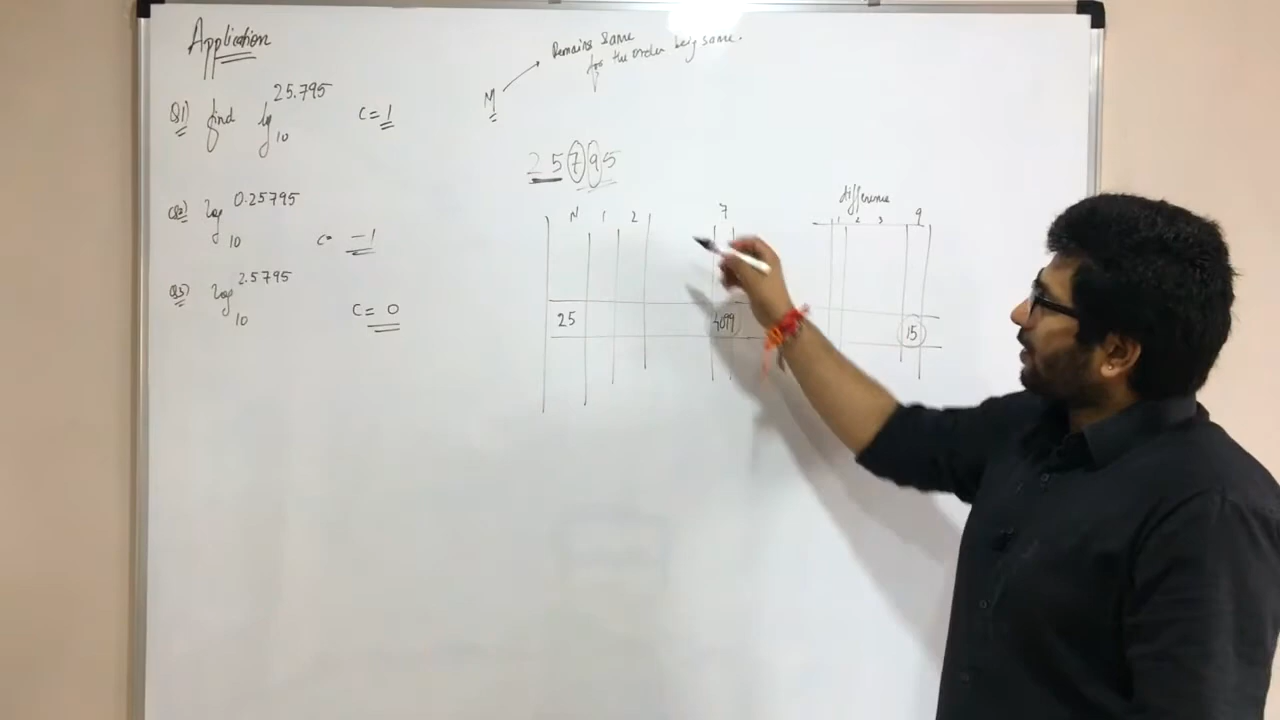 Application
Remains same
for the order being same.
M
Q1) find log 10 25.795 C = 1
25795
Q2) log 10 0.25795 C = -1
Q3) log 10 2.5795 C = 0
difference
N 1 2 7 1 2 3 9
25 4099 15